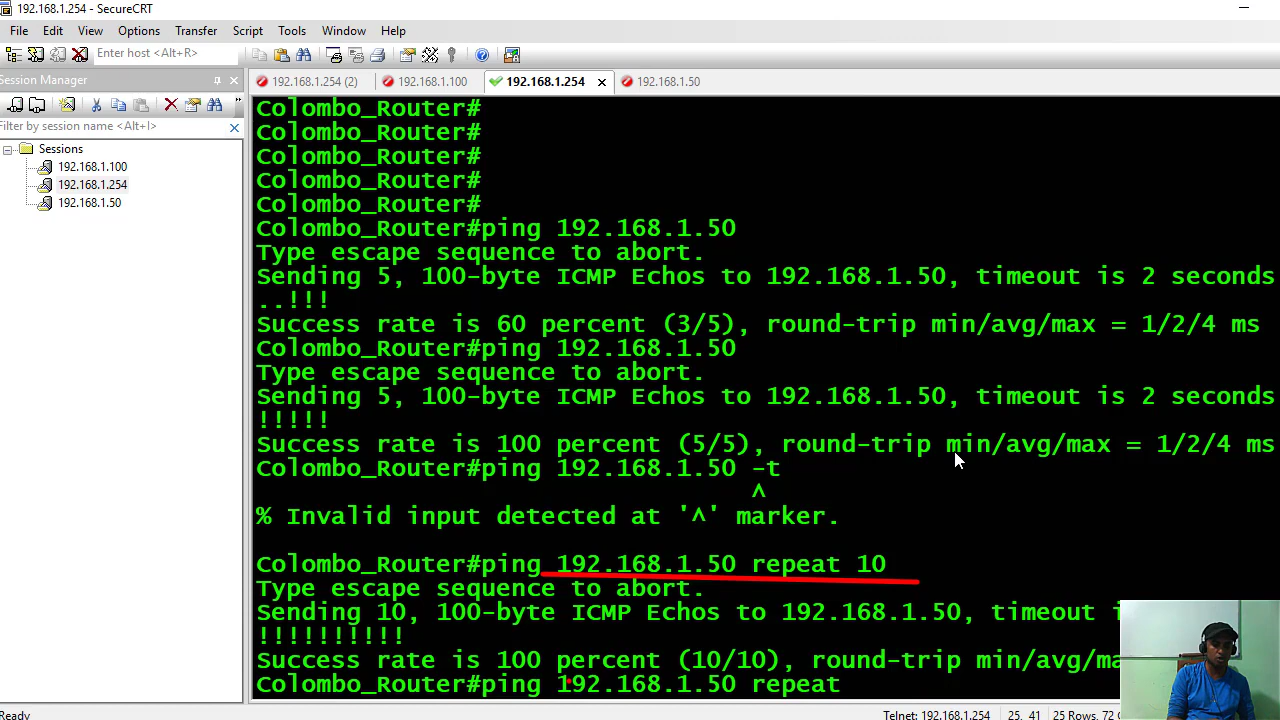 192.168.1.254 - SecureCRT
File Edit View Options Transfer Script Tools Window Help
Enter host <Alt+R>
Session Manager
192.168.1.254 (2) 192.168.1.100 192.168.1.254 192.168.1.50
Filter by session name <Alt+I>
Sessions
192.168.1.100
192.168.1.254
192.168.1.50
Colombo_Router#
Colombo_Router#
Colombo_Router#
Colombo_Router#
Colombo_Router#
Colombo_Router#ping 192.168.1.50
Type escape sequence to abort.
Sending 5, 100-byte ICMP Echos to 192.168.1.50, timeout is 2 seconds
..!!!
Success rate is 60 percent (3/5), round-trip min/avg/max = 1/2/4 ms
Colombo_Router#ping 192.168.1.50
Type escape sequence to abort.
Sending 5, 100-byte ICMP Echos to 192.168.1.50, timeout is 2 seconds
!!!!!
Success rate is 100 percent (5/5), round-trip min/avg/max = 1/2/4 ms
Colombo_Router#ping 192.168.1.50 -t
^
% Invalid input detected at '^' marker.
Colombo_Router#ping 192.168.1.50 repeat 10
Type escape sequence to abort.
Sending 10, 100-byte ICMP Echos to 192.168.1.50, timeout
!!!!!!!!!!
Success rate is 100 percent (10/10), round-trip min/avg/ma
Colombo_Router#ping 192.168.1.50 repeat
Ready
Telnet: 192.168.1.254 25, 41 25 Rows, 72